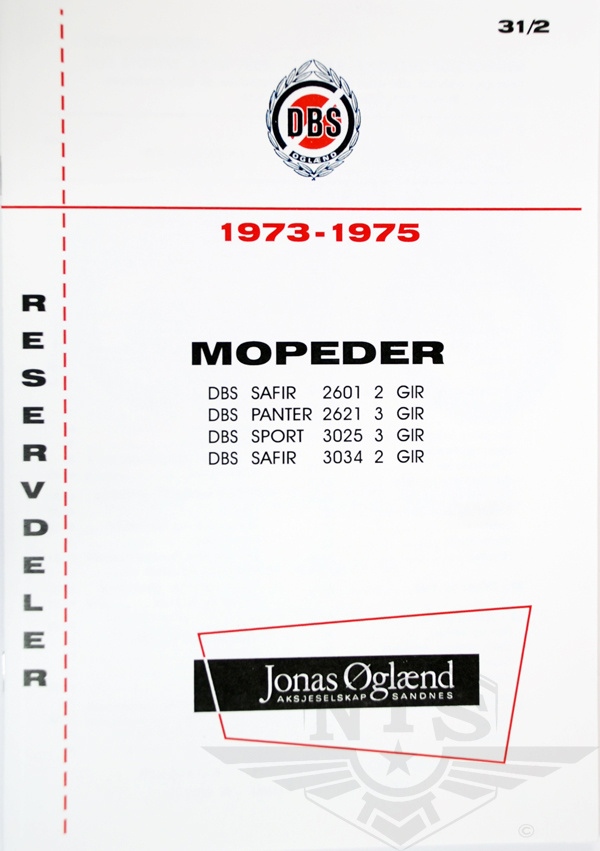 31/2
DBS
ØGLÆND
1973-1975
RESERVDELER
MOPEDER
DBS SAFIR 2601 2 GIR
DBS PANTER 2621 3 GIR
DBS SPORT 3025 3 GIR
DBS SAFIR 3034 2 GIR
Jonas Øglænd
AKSJESELSKAP SANDNES
NTS
©